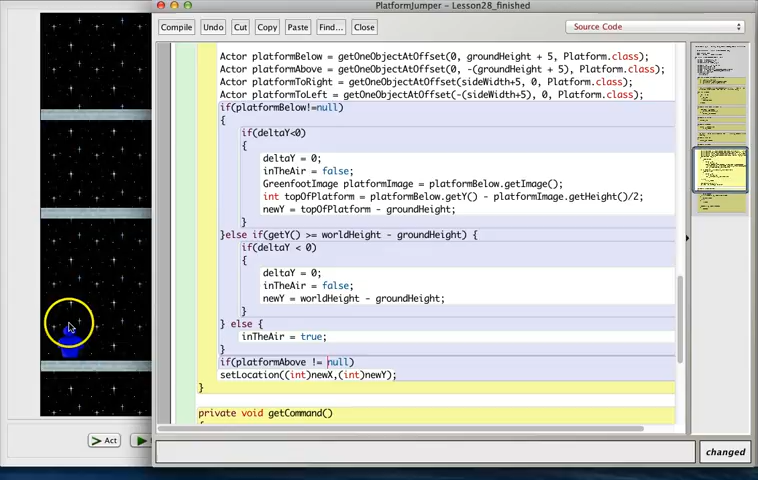 PlatformJumper - Lesson28_finished
Compile Undo Cut Copy Paste Find... Close Source Code
Actor platformBelow = getOneObjectAtOffset(0, groundHeight + 5, Platform.class);
Actor platformAbove = getOneObjectAtOffset(0, -(groundHeight + 5), Platform.class);
Actor platformToRight = getOneObjectAtOffset(sideWidth+5, 0, Platform.class);
Actor platformToLeft = getOneObjectAtOffset(-(sideWidth+5), 0, Platform.class);
if(platformBelow!=null)
{
if(deltaY<0)
{
deltaY = 0;
inTheAir = false;
GreenfootImage platformImage = platformBelow.getImage();
int topOfPlatform = platformBelow.getY() - platformImage.getHeight()/2;
newY = topOfPlatform - groundHeight;
}
}else if(getY() >= worldHeight - groundHeight) {
if(deltaY < 0)
{
deltaY = 0;
inTheAir = false;
newY = worldHeight - groundHeight;
}
} else {
inTheAir = true;
}
if(platformAbove != null)
setLocation((int)newX,(int)newY);
}
private void getCommand()
> Act
changed